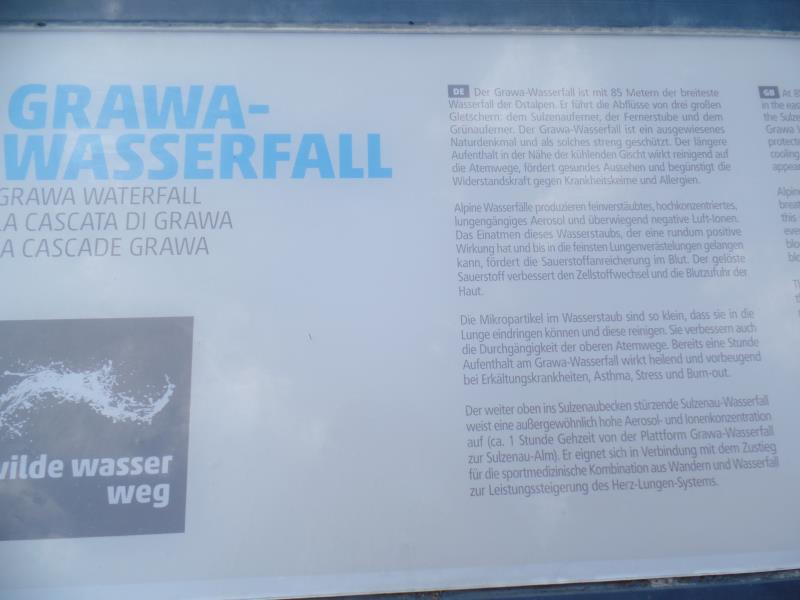 GRAWA-
WASSERFALL
GRAWA WATERFALL
LA CASCATA DI GRAWA
LA CASCADE GRAWA
wilde wasser
weg
DE Der Grawa-Wasserfall ist mit 85 Metern der breiteste
Wasserfall der Ostalpen. Er führt die Abflüsse von drei großen
Gletschern: dem Sulzenauferner, der Fernerstube und dem
Grünauferner. Der Grawa-Wasserfall ist ein ausgewiesenes
Naturdenkmal und als solches streng geschützt. Der längere
Aufenthalt in der Nähe der kühlenden Gischt wirkt reinigend auf
die Atemwege, fördert gesundes Aussehen und begünstigt die
Widerstandskraft gegen Krankheitskeime und Allergien.
Alpine Wasserfälle produzieren feinverstäubtes, hochkonzentriertes,
lungengängiges Aerosol und überwiegend negative Luft-Ionen.
Das Einatmen dieses Wasserstaubs, der eine rundum positive
Wirkung hat und bis in die feinsten Lungenverästelungen gelangen
kann, fördert die Sauerstoffanreicherung im Blut. Der gelöste
Sauerstoff verbessert den Zellstoffwechsel und die Blutzufuhr der
Haut.
Die Mikropartikel im Wasserstaub sind so klein, dass sie in die
Lunge eindringen können und diese reinigen. Sie verbessern auch
die Durchgängigkeit der oberen Atemwege. Bereits eine Stunde
Aufenthalt am Grawa-Wasserfall wirkt heilend und vorbeugend
bei Erkältungskrankheiten, Asthma, Stress und Burn-out.
Der weiter oben ins Sulzenaubecken stürzende Sulzenau-Wasserfall
weist eine außergewöhnlich hohe Aerosol- und Ionenkonzentration
auf (ca. 1 Stunde Gehzeit von der Plattform Grawa-Wasserfall
zur Sulzenau-Alm). Er eignet sich in Verbindung mit dem Zustieg
für die sportmedizinische Kombination aus Wandern und Wasserfall
zur Leistungssteigerung des Herz-Lungen-Systems.
GB At 85
in the eas
the Sulze
Grawa
protect
cooling
appear
Alpin
brea
this
eve
blo
blo